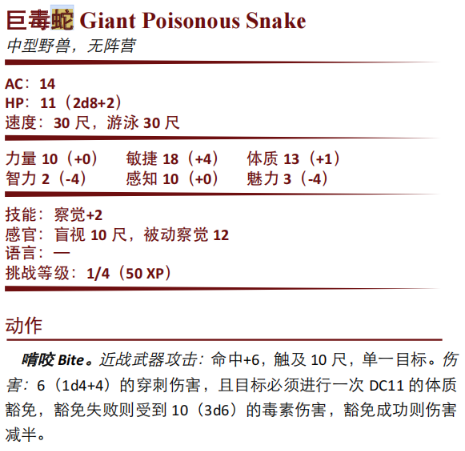 巨毒蛇 Giant Poisonous Snake
中型野兽，无阵营
AC：14
HP：11（2d8+2）
速度：30 尺，游泳 30 尺
力量 10（+0） 敏捷 18（+4） 体质 13（+1）
智力 2（-4） 感知 10（+0） 魅力 3（-4）
技能：察觉+2
感官：盲视 10 尺，被动察觉 12
语言：—
挑战等级：1/4（50 XP）
动作
啃咬 Bite。近战武器攻击：命中+6，触及 10 尺，单一目标。伤
害：6（1d4+4）的穿刺伤害，且目标必须进行一次 DC11 的体质
豁免，豁免失败则受到 10（3d6）的毒素伤害，豁免成功则伤害
减半。